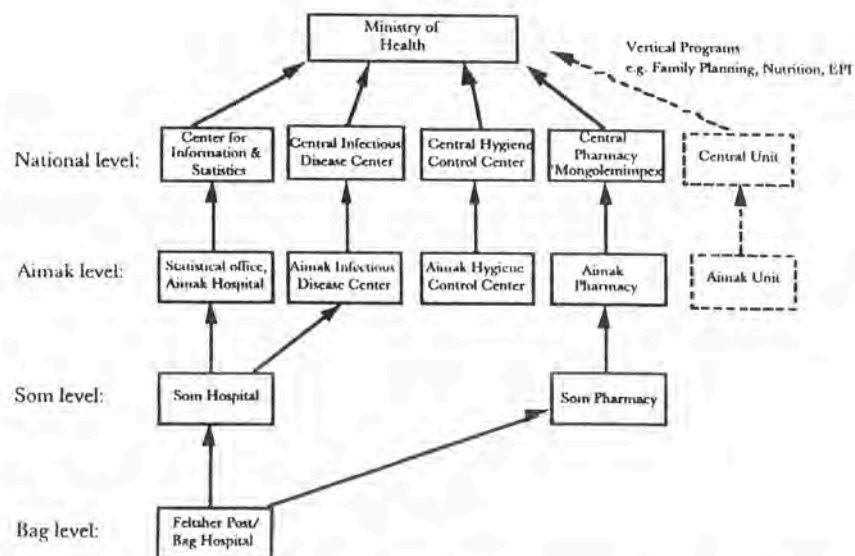 Ministry of
Health
Vertical Programs
e.g. Family Planning, Nutrition, EPI
National level:
Center for
Information &
Statistics
Central Infectious
Disease Center
Central Hygiene
Control Center
Central
Pharmacy
Mongolemimpex
Central Unit
Aimak level:
Statistical office,
Aimak Hospital
Aimak Infectious
Disease Center
Aimak Hygiene
Control Center
Aimak
Pharmacy
Aimak Unit
Som level:
Som Hospital
Som Pharmacy
Bag level:
Feltsher Post/
Bag Hospital